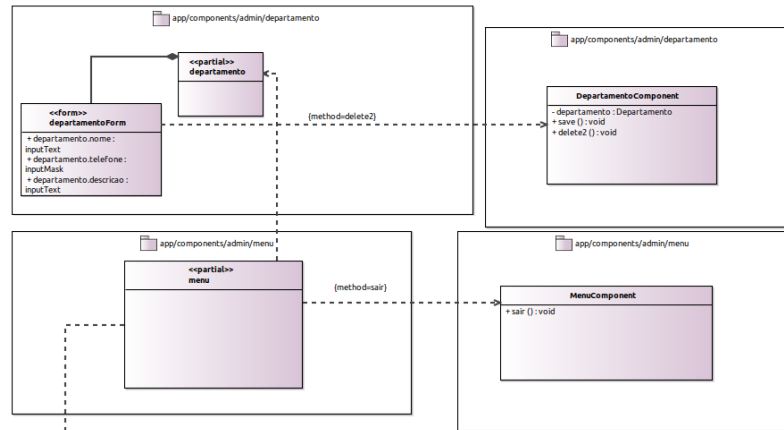 app/components/admin/departamento
<<partial>>
departamento
<<form>>
departamentoForm
+ departamento.nome :
inputText
+ departamento.telefone :
inputMask
+ departamento.descricao :
inputText
{method=delete2}
app/components/admin/departamento
DepartamentoComponent
- departamento : Departamento
+ save () : void
+ delete2 () : void
app/components/admin/menu
<<partial>>
menu
{method=sair}
app/components/admin/menu
MenuComponent
+ sair () : void